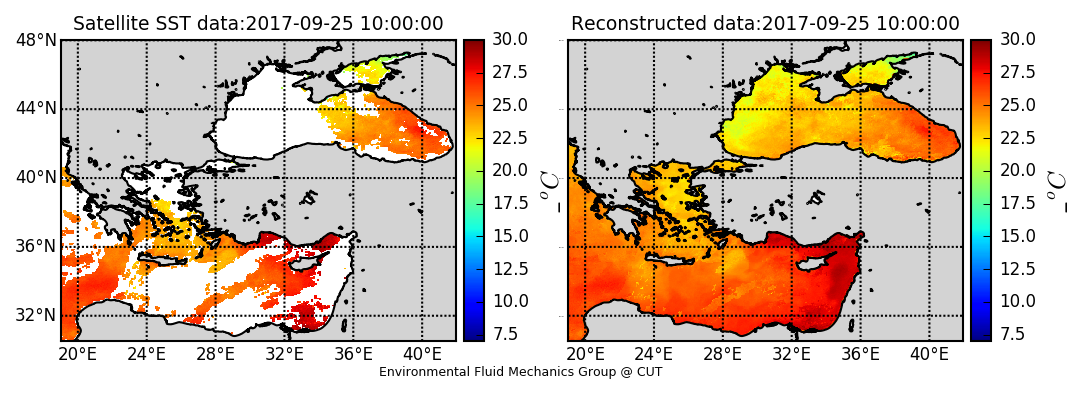 Satellite SST data:2017-09-25 10:00:00
48°N
44°N
40°N
36°N
32°N
20°E 24°E 28°E 32°E 36°E 40°E
30.0
27.5
25.0
22.5
20.0
17.5
15.0
12.5
10.0
7.5
_°C
Reconstructed data:2017-09-25 10:00:00
20°E 24°E 28°E 32°E 36°E 40°E
30.0
27.5
25.0
22.5
20.0
17.5
15.0
12.5
10.0
7.5
_°C
Environmental Fluid Mechanics Group @ CUT